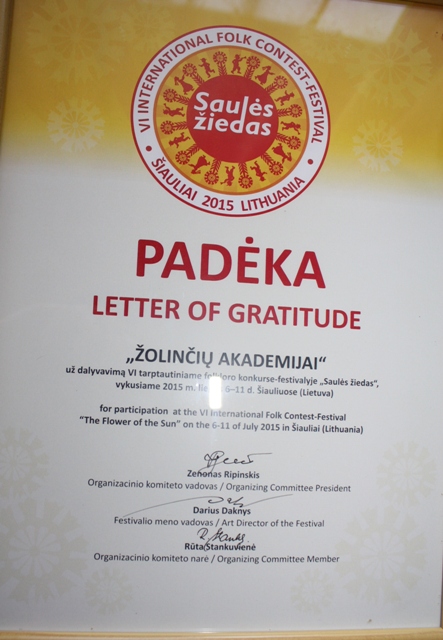 VI INTERNATIONAL FOLK CONTEST-FESTIVAL
Saulės
žiedas
ŠIAULIAI 2015 LITHUANIA
PADĖKA
LETTER OF GRATITUDE
„ŽOLINČIŲ AKADEMIJAI“
už dalyvavimą VI tarptautiniame folkloro konkurse-festivalyje „Saulės žiedas“,
vykusiame 2015 m. liepos 6–11 d. Šiauliuose (Lietuva)
for participation at the VI International Folk Contest-Festival
“The Flower of the Sun” on the 6-11 of July 2015 in Šiauliai (Lithuania)
Zenonas Ripinskis
Organizacinio komiteto vadovas / Organizing Committee President
Darius Daknys
Festivalio meno vadovas / Art Director of the Festival
Rūta Stankuvienė
Organizacinio komiteto narė / Organizing Committee Member